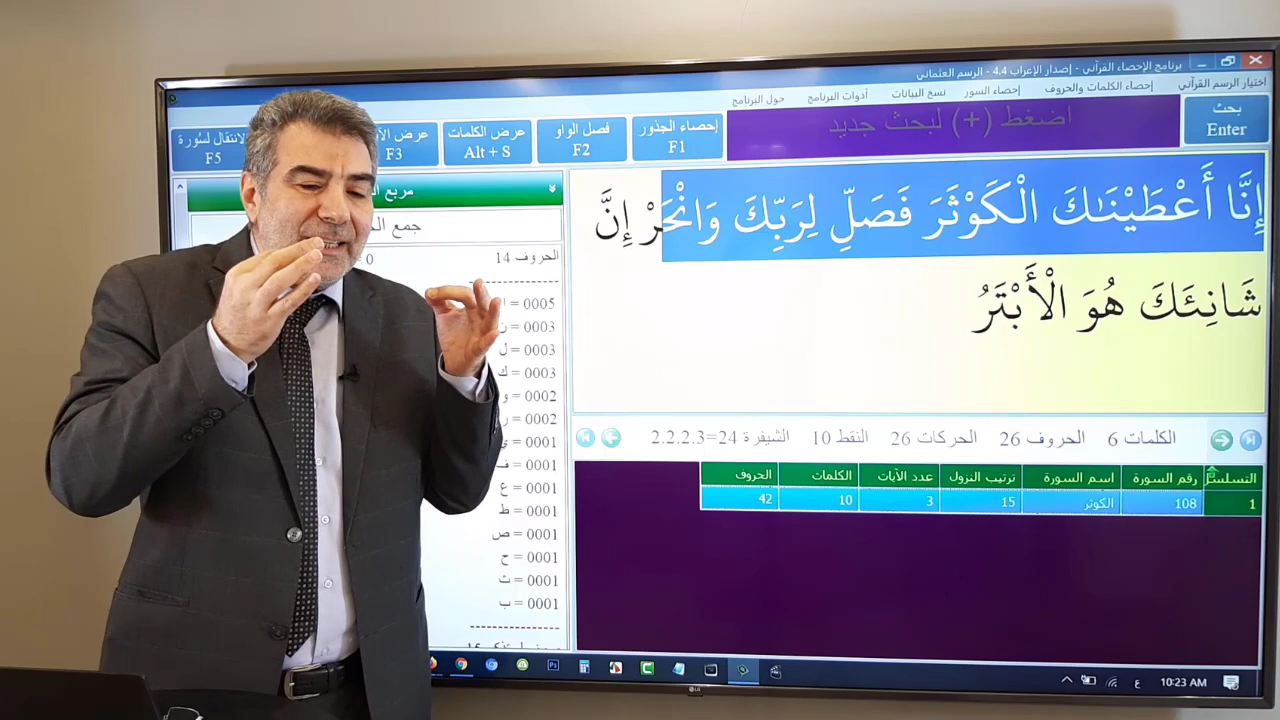 برنامج الإحصاء القرآني - إصدار الإعراب 4.4 - الرسم العثماني
اختيار الرسم القرآني إحصاء الكلمات والحروف إحصاء السور نسخ البيانات أدوات البرنامج حول البرنامج
بحث
Enter
اضغط (+) لبحث جديد
إحصاء الجذور
F1
فصل الواو
F2
عرض الكلمات
Alt + S
عرض
F3
الانتقال لسورة
F5
إِنَّا أَعْطَيْنَٰكَ الْكَوْثَرَ فَصَلِّ لِرَبِّكَ وَانْحَرْ إِنَّ
شَانِئَكَ هُوَ الْأَبْتَرُ
الكلمات 6 الحروف 26 الحركات 26 النقط 10 الشيفرة 24=2.2.2.3
التسلسل رقم السورة اسم السورة ترتيب النزول عدد الآيات الكلمات الحروف
1 108 الكوثر 15 3 10 42
مربع
جمع
الحروف 14 0
0005 = ا
0003 = ن
0003 = ل
0003 = ك
0002 = و
0002 = ر
0001 = ي
0001 = ف
0001 = ع
0001 = ط
0001 = ص
0001 = ح
0001 = ث
0001 = ب
LG
ع
10:23 AM